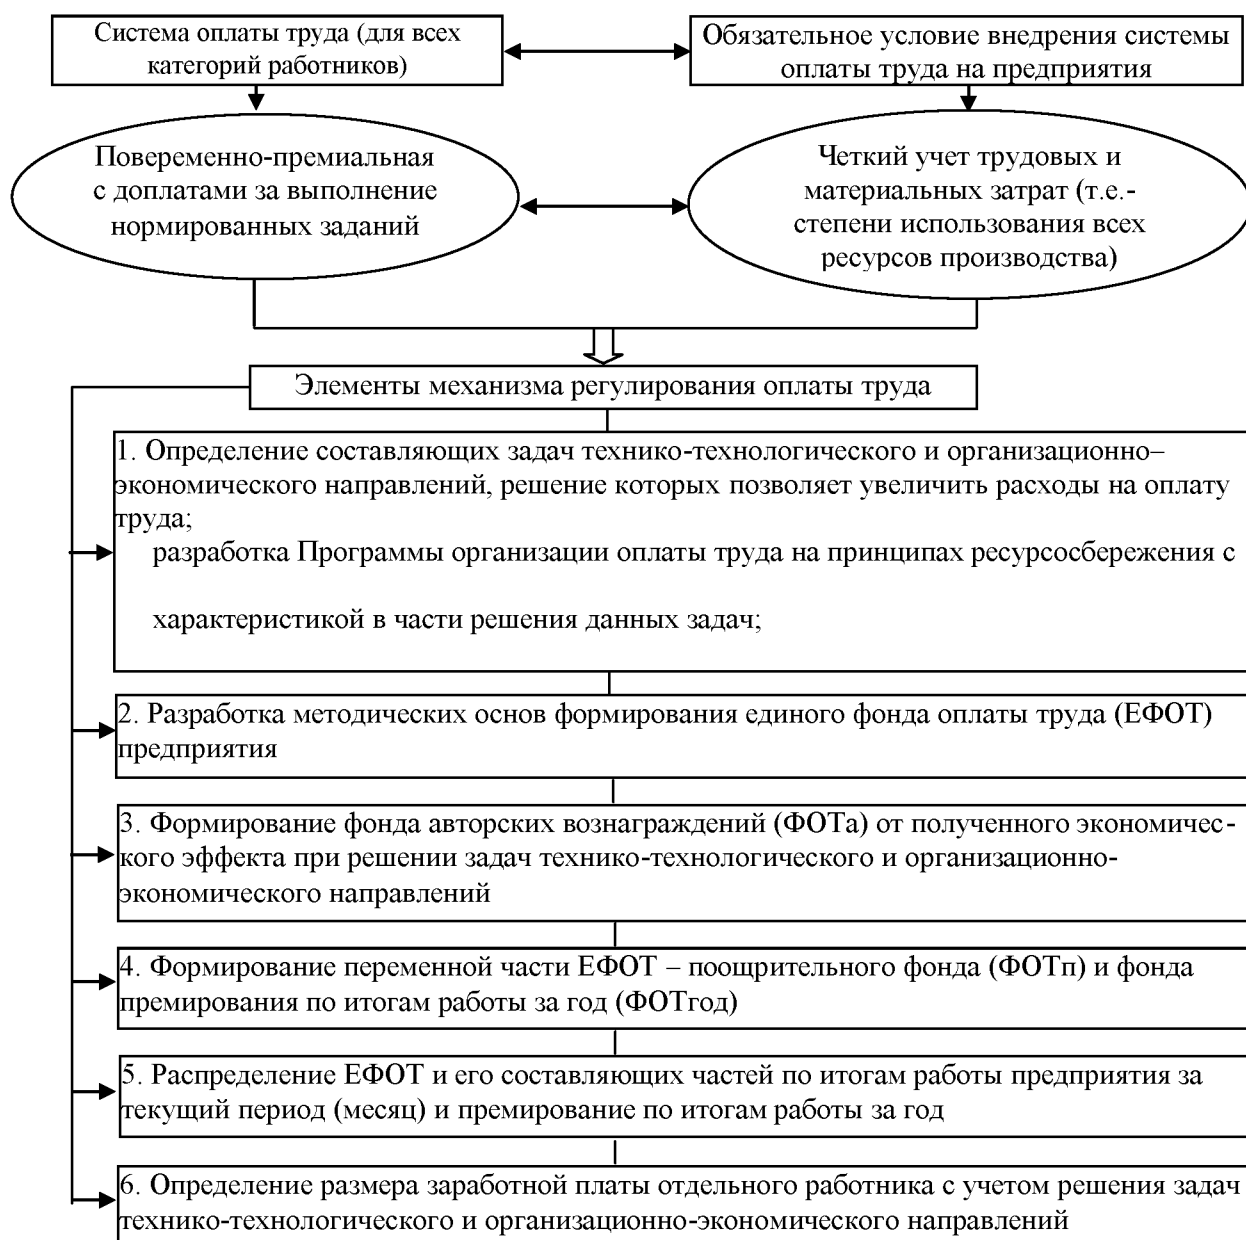 Система оплаты труда (для всех
категорий работников)
Обязательное условие внедрения системы
оплаты труда на предприятия
Повременно-премиальная
с доплатами за выполнение
нормированных заданий
Четкий учет трудовых и
материальных затрат (т.е.-
степени использования всех
ресурсов производства)
Элементы механизма регулирования оплаты труда
1. Определение составляющих задач технико-технологического и организационно–
экономического направлений, решение которых позволяет увеличить расходы на оплату
труда;
разработка Программы организации оплаты труда на принципах ресурсосбережения с
характеристикой в части решения данных задач;
2. Разработка методических основ формирования единого фонда оплаты труда (ЕФОТ)
предприятия
3. Формирование фонда авторских вознаграждений (ФОТа) от полученного экономичес-
кого эффекта при решении задач технико-технологического и организационно-
экономического направлений
4. Формирование переменной части ЕФОТ – поощрительного фонда (ФОТп) и фонда
премирования по итогам работы за год (ФОТгод)
5. Распределение ЕФОТ и его составляющих частей по итогам работы предприятия за
текущий период (месяц) и премирование по итогам работы за год
6. Определение размера заработной платы отдельного работника с учетом решения задач
технико-технологического и организационно-экономического направлений